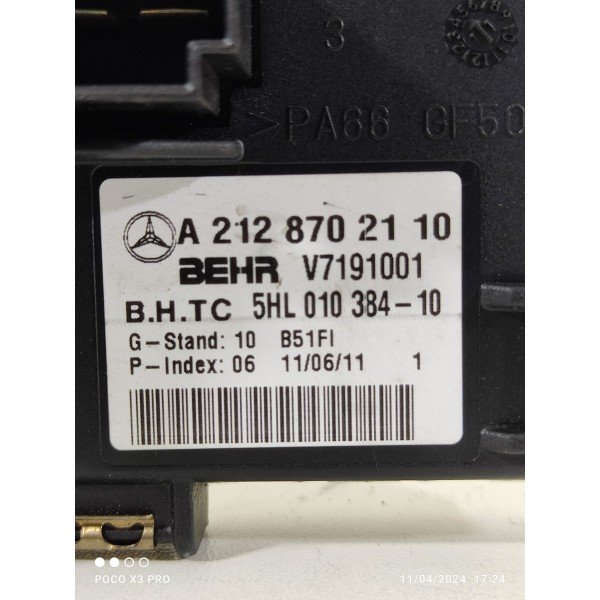 3
>PA66 GF50
A 212 870 21 10
BEHR V7191001
B.H.TC 5HL 010 384-10
G-Stand: 10 B51FI
P-Index: 06 11/06/11 1
POCO X3 PRO
11/04/2024 17:24